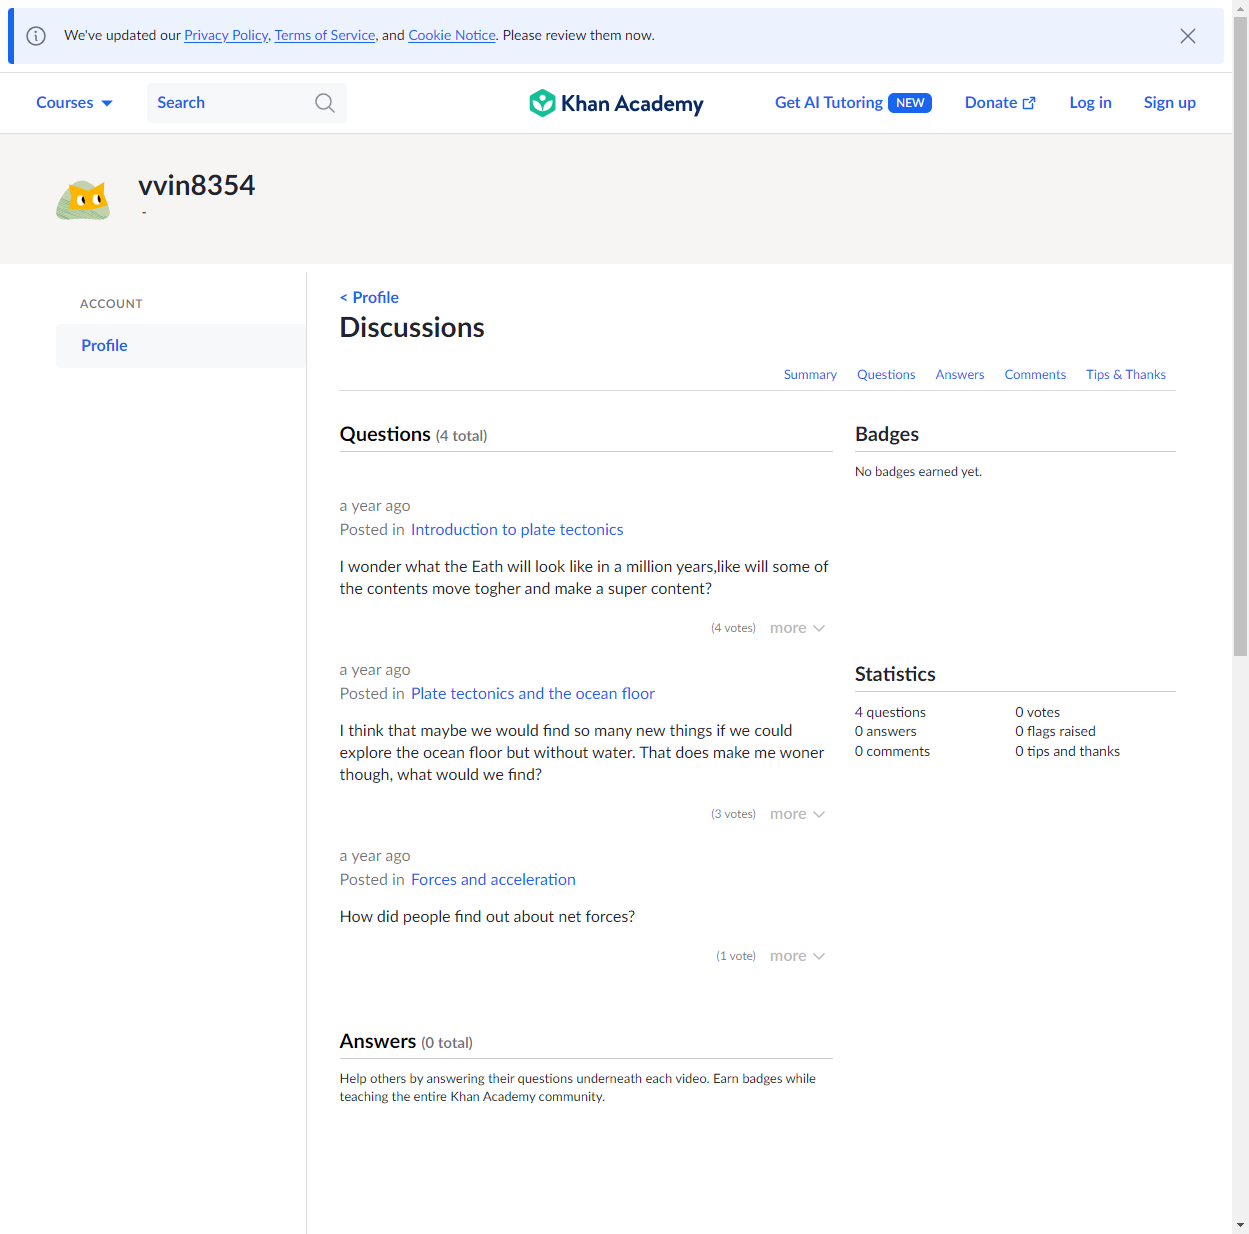 We've updated our Privacy Policy, Terms of Service, and Cookie Notice. Please review them now.
Courses
Search
Khan Academy
Get AI Tutoring NEW
Donate
Log in
Sign up
vvin8354
-
ACCOUNT
Profile
< Profile
Discussions
Summary
Questions
Answers
Comments
Tips & Thanks
Questions (4 total)
a year ago
Posted in Introduction to plate tectonics
I wonder what the Eath will look like in a million years,like will some of
the contents move togher and make a super content?
(4 votes) more
a year ago
Posted in Plate tectonics and the ocean floor
I think that maybe we would find so many new things if we could
explore the ocean floor but without water. That does make me woner
though, what would we find?
(3 votes) more
a year ago
Posted in Forces and acceleration
How did people find out about net forces?
(1 vote) more
Answers (0 total)
Help others by answering their questions underneath each video. Earn badges while
teaching the entire Khan Academy community.
Badges
No badges earned yet.
Statistics
4 questions
0 votes
0 answers
0 flags raised
0 comments
0 tips and thanks